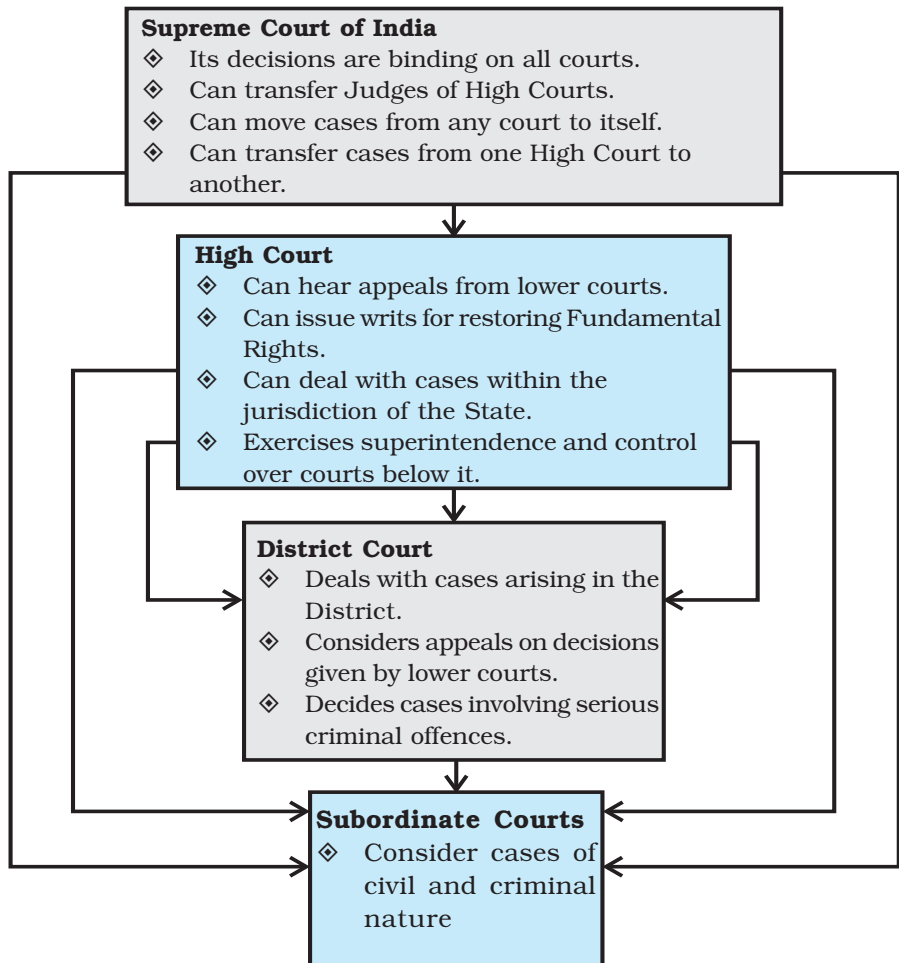 Supreme Court of India
◈ Its decisions are binding on all courts.
◈ Can transfer Judges of High Courts.
◈ Can move cases from any court to itself.
◈ Can transfer cases from one High Court to
another.
High Court
◈ Can hear appeals from lower courts.
◈ Can issue writs for restoring Fundamental
Rights.
◈ Can deal with cases within the
jurisdiction of the State.
◈ Exercises superintendence and control
over courts below it.
District Court
◈ Deals with cases arising in the
District.
◈ Considers appeals on decisions
given by lower courts.
◈ Decides cases involving serious
criminal offences.
Subordinate Courts
◈ Consider cases of
civil and criminal
nature